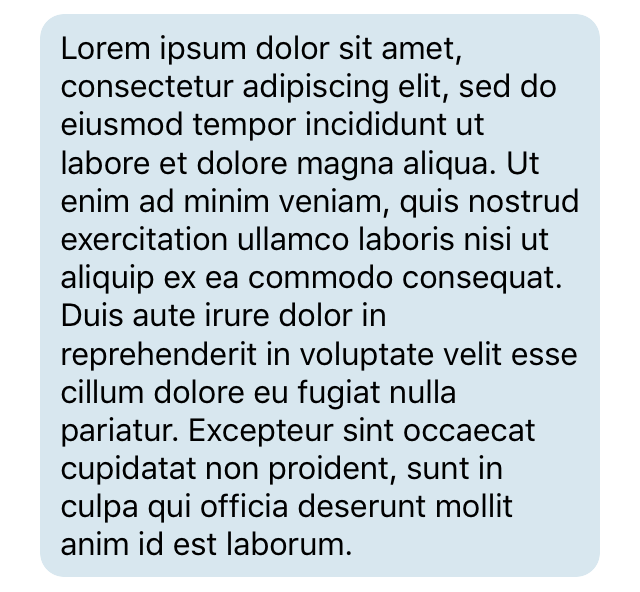 Lorem ipsum dolor sit amet,
consectetur adipiscing elit, sed do
eiusmod tempor incididunt ut
labore et dolore magna aliqua. Ut
enim ad minim veniam, quis nostrud
exercitation ullamco laboris nisi ut
aliquip ex ea commodo consequat.
Duis aute irure dolor in
reprehenderit in voluptate velit esse
cillum dolore eu fugiat nulla
pariatur. Excepteur sint occaecat
cupidatat non proident, sunt in
culpa qui officia deserunt mollit
anim id est laborum.